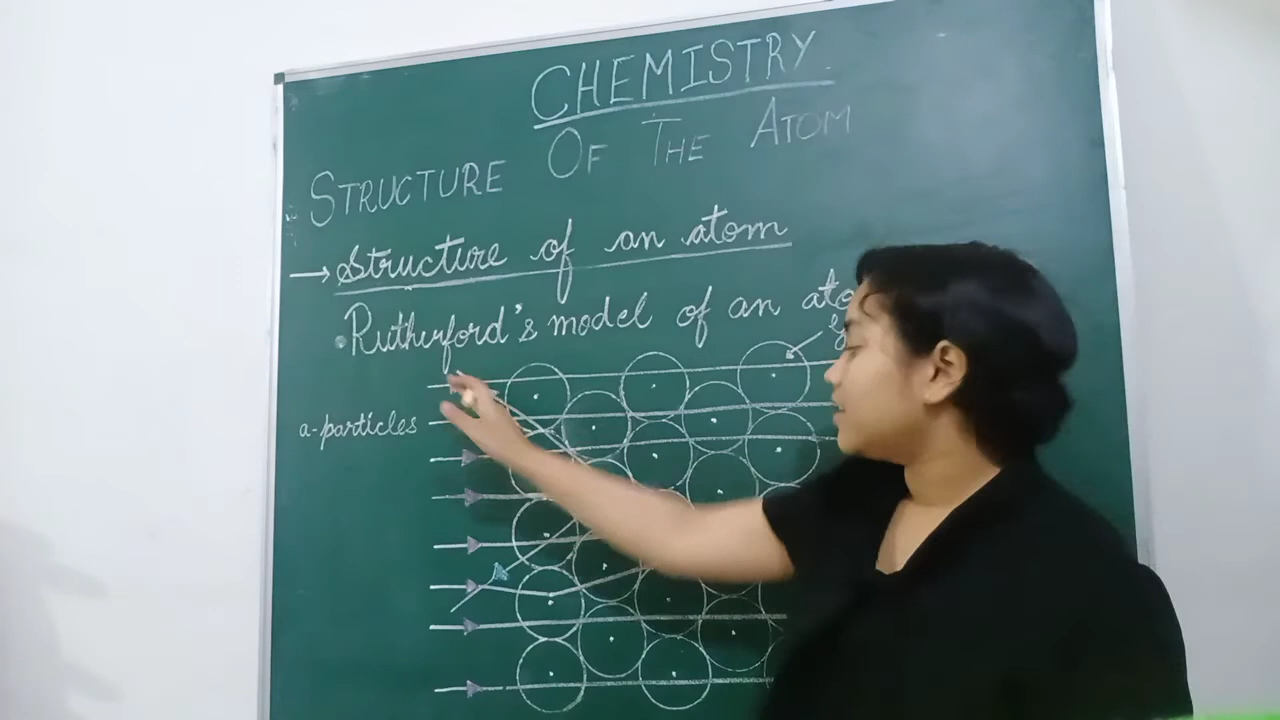 CHEMISTRY.
STRUCTURE OF THE ATOM
→ Structure of an atom
• Rutherford's model of an
a-particles